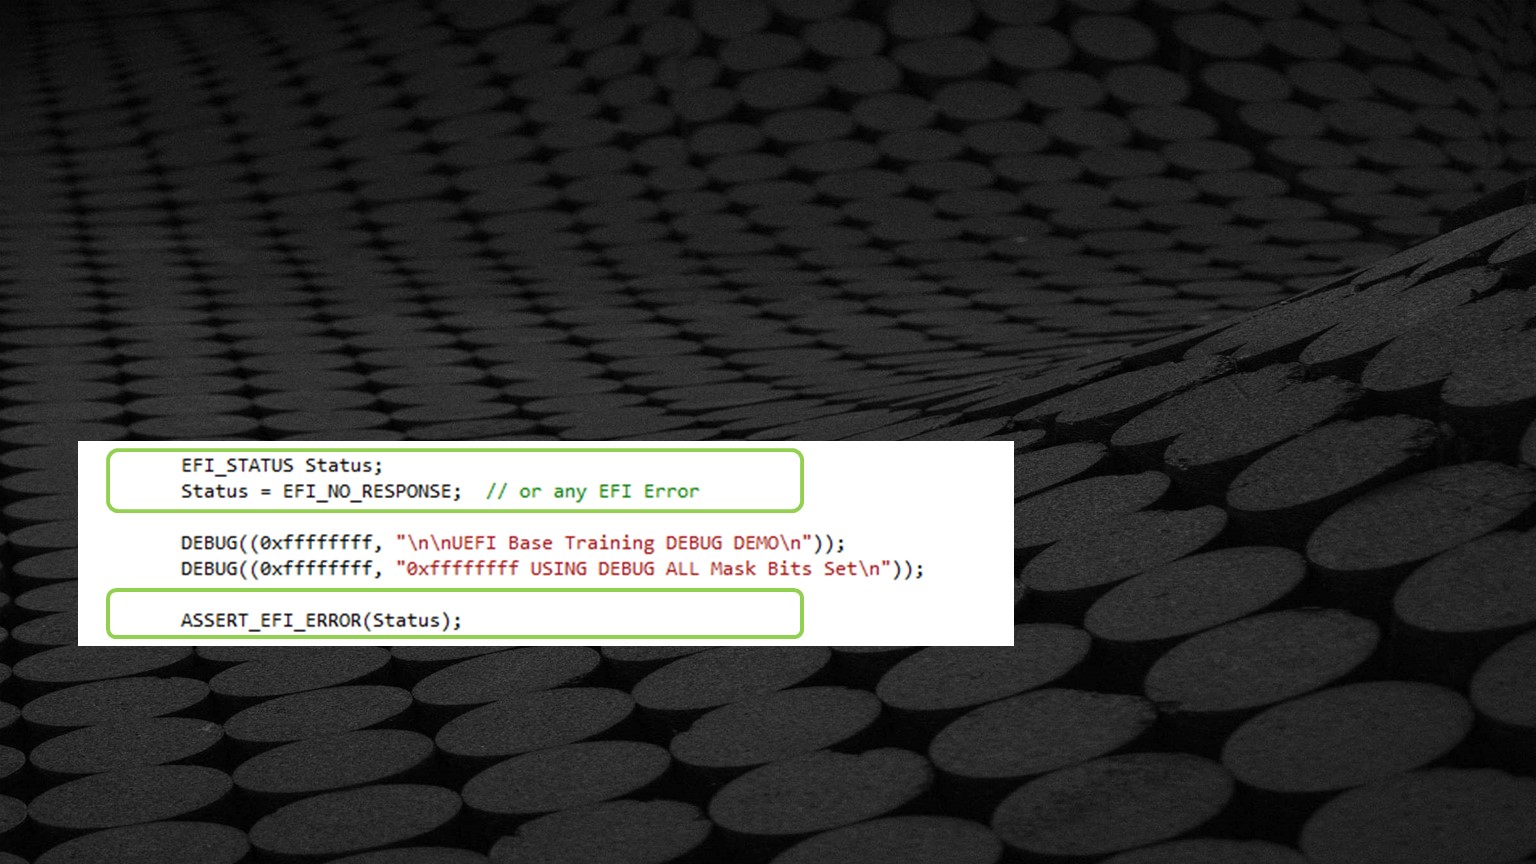 EFI_STATUS Status;
Status = EFI_NO_RESPONSE;  // or any EFI Error
DEBUG((0xffffffff, "\n\nUEFI Base Training DEBUG DEMO\n"));
DEBUG((0xffffffff, "0xffffffff USING DEBUG ALL Mask Bits Set\n"));
ASSERT_EFI_ERROR(Status);